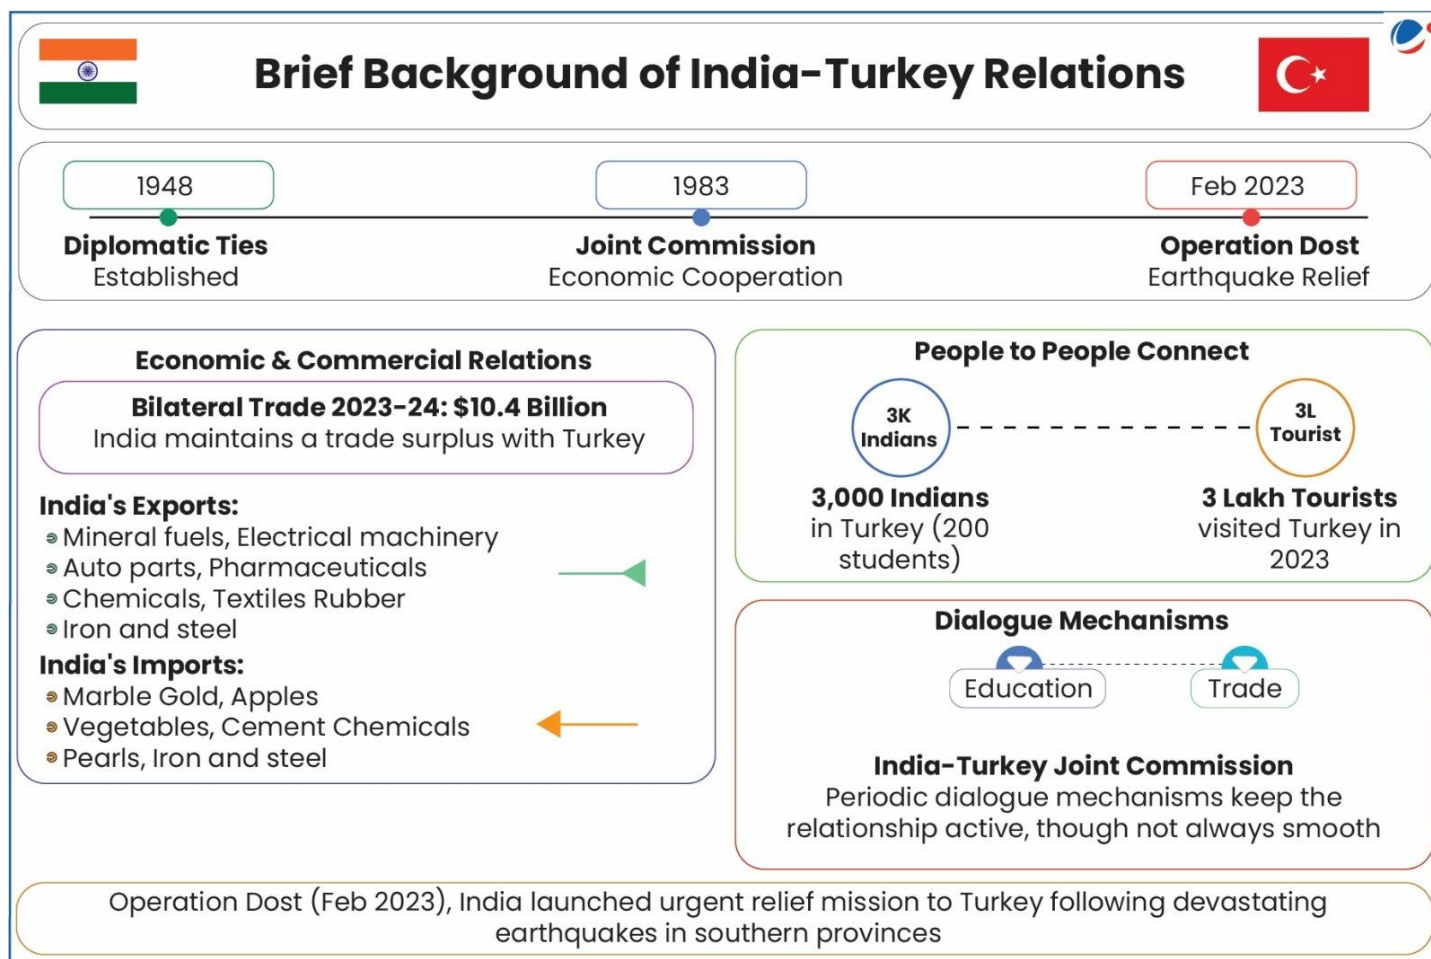 Brief Background of India-Turkey Relations
1948
1983
Feb 2023
Diplomatic Ties
Established
Joint Commission
Economic Cooperation
Operation Dost
Earthquake Relief
Economic & Commercial Relations
Bilateral Trade 2023-24: $10.4 Billion
India maintains a trade surplus with Turkey
India's Exports:
Mineral fuels, Electrical machinery
Auto parts, Pharmaceuticals
Chemicals, Textiles Rubber
Iron and steel
India's Imports:
Marble Gold, Apples
Vegetables, Cement Chemicals
Pearls, Iron and steel
People to People Connect
3K
Indians
3L
Tourist
3,000 Indians
in Turkey (200
students)
3 Lakh Tourists
visited Turkey in
2023
Dialogue Mechanisms
Education
Trade
India-Turkey Joint Commission
Periodic dialogue mechanisms keep the
relationship active, though not always smooth
Operation Dost (Feb 2023), India launched urgent relief mission to Turkey following devastating
earthquakes in southern provinces